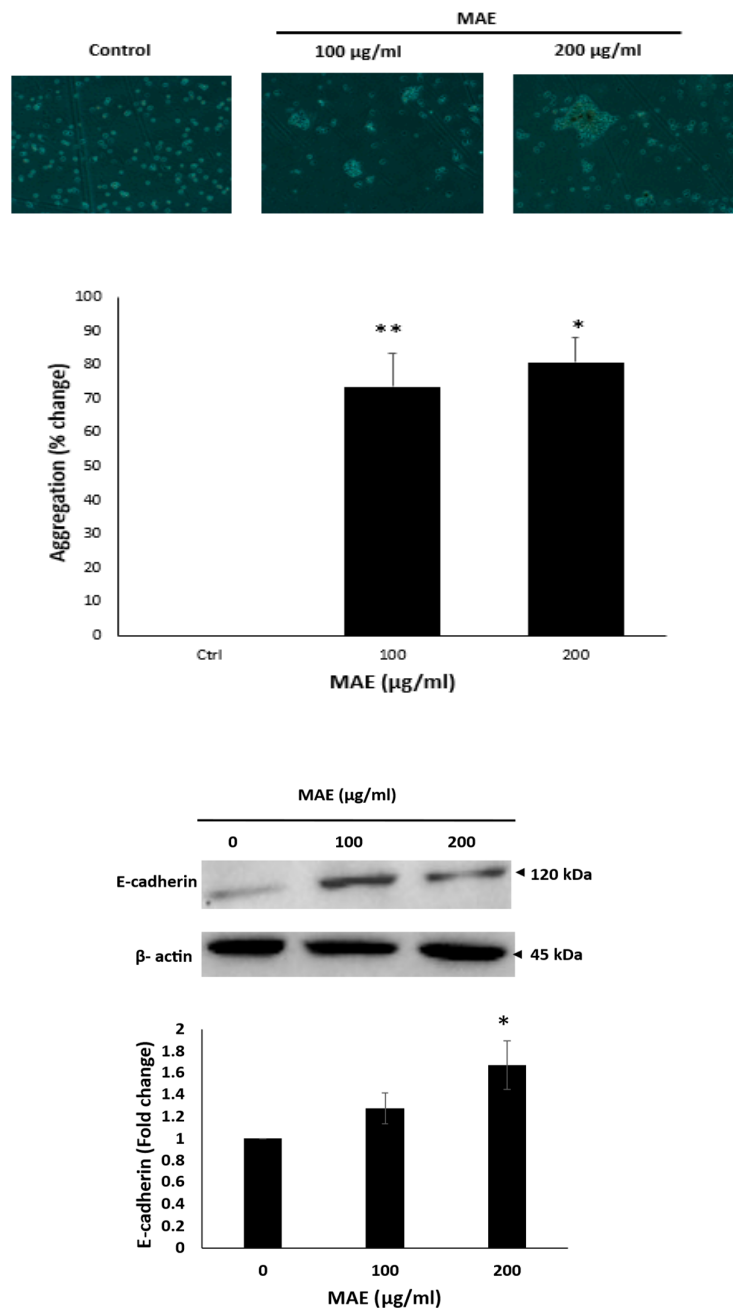 MAE
Control
100 µg/ml
200 µg/ml
Aggregation (% change)
100
90
80
70
60
50
40
30
20
10
0
**
*
Ctrl
100
200
MAE (µg/ml)
MAE (µg/ml)
0
100
200
E-cadherin
120 kDa
β- actin
45 kDa
E-cadherin (Fold change)
2
1.8
1.6
1.4
1.2
1
0.8
0.6
0.4
0.2
0
*
0
100
200
MAE (µg/ml)